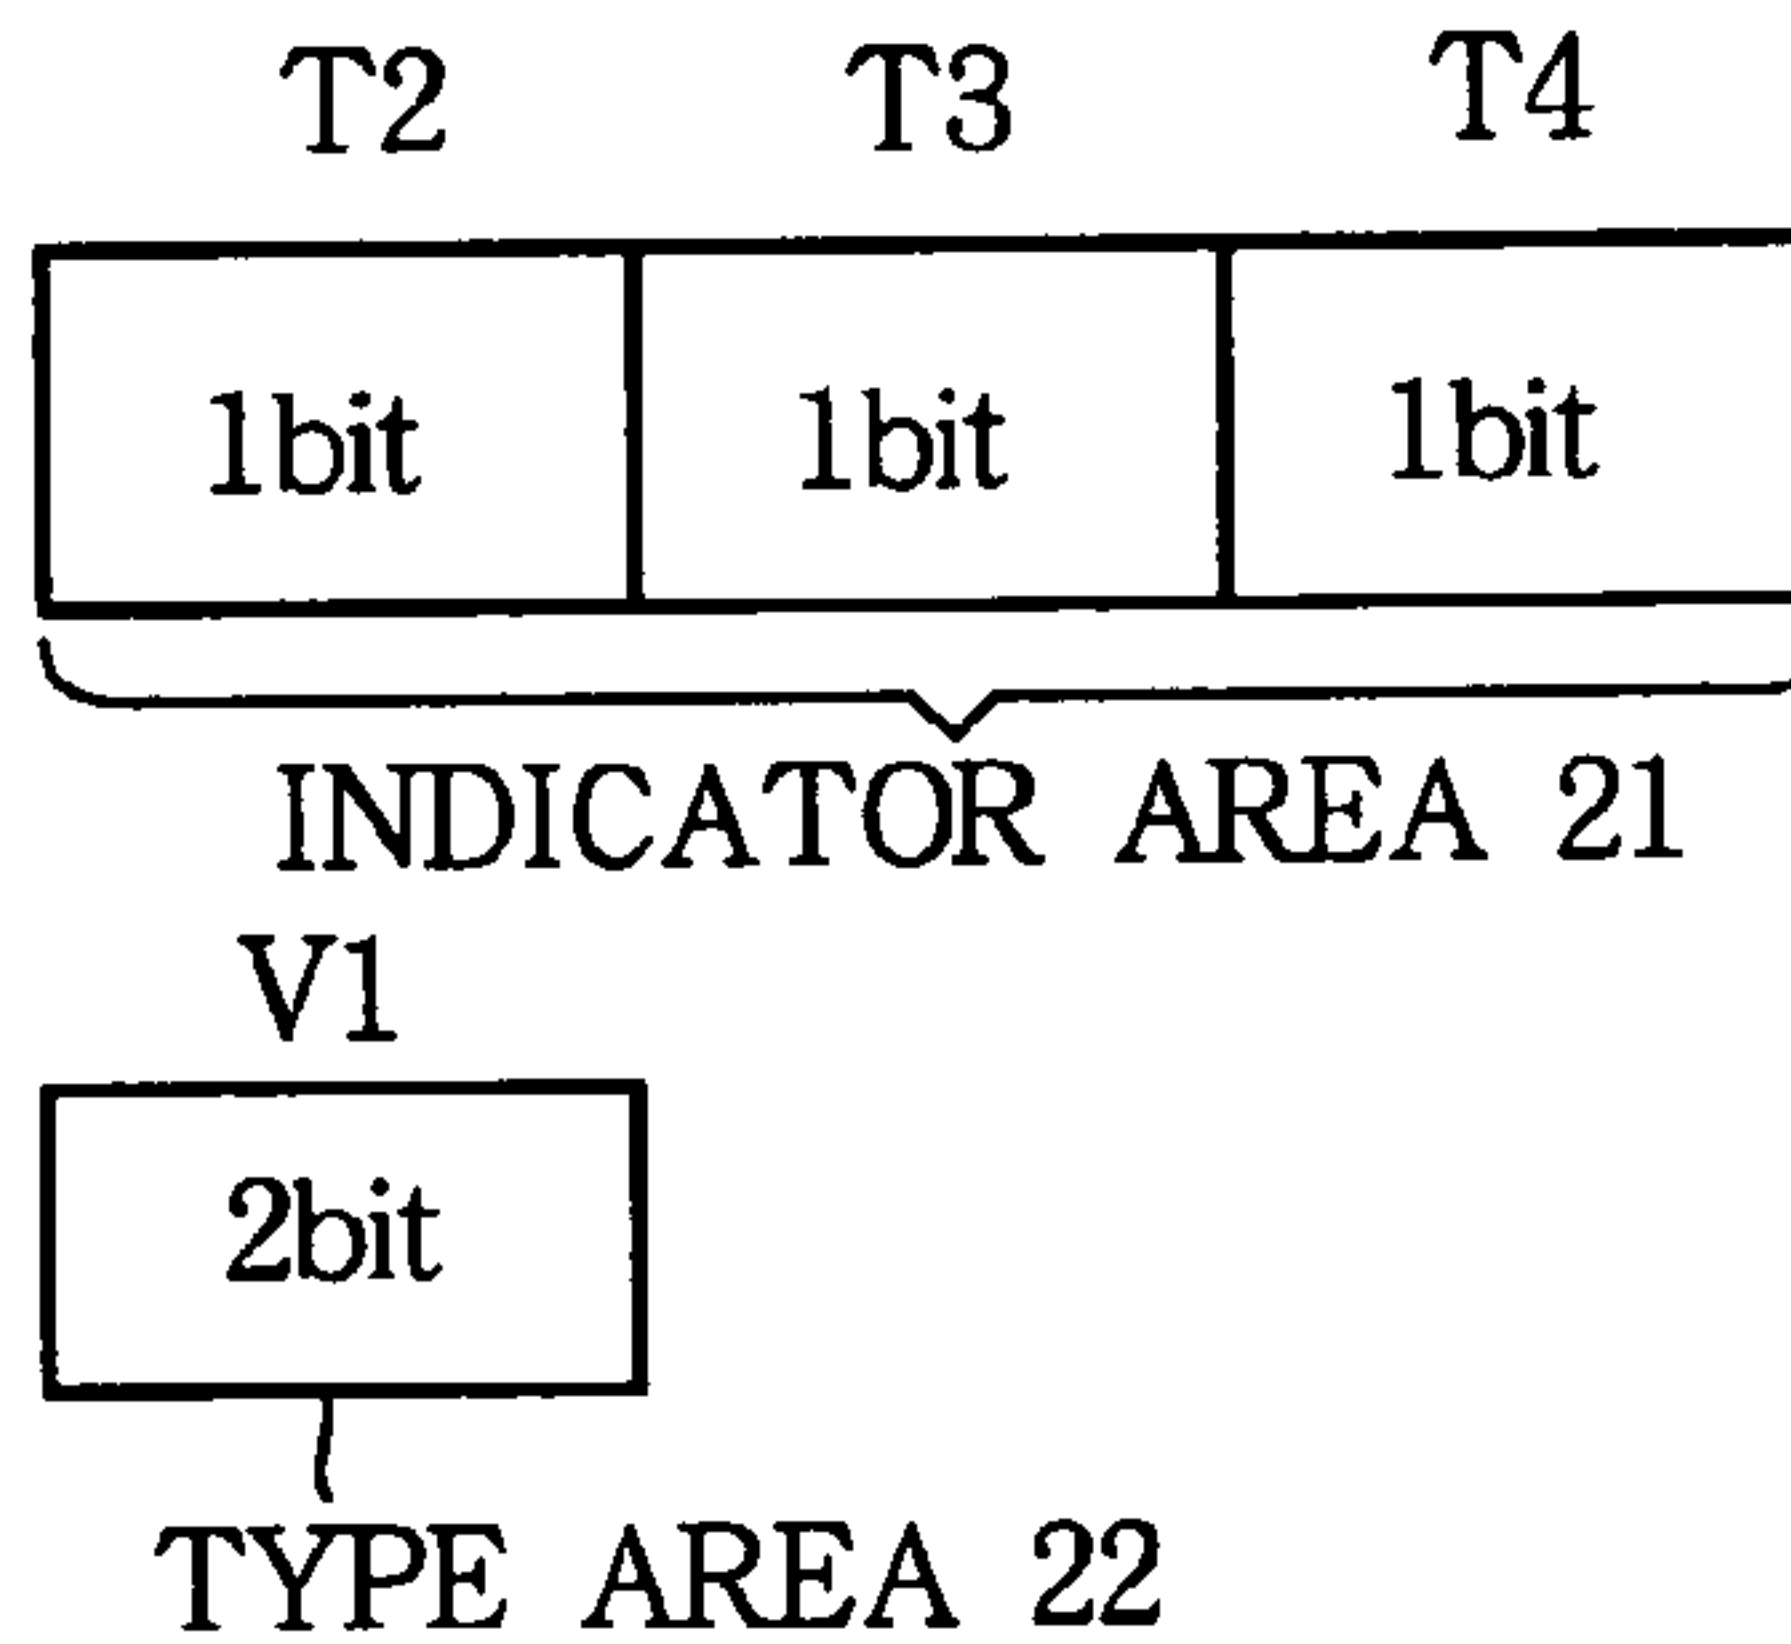 T2 T3 T4
1bit 1bit 1bit
INDICATOR AREA 21
V1
2bit
TYPE AREA 22